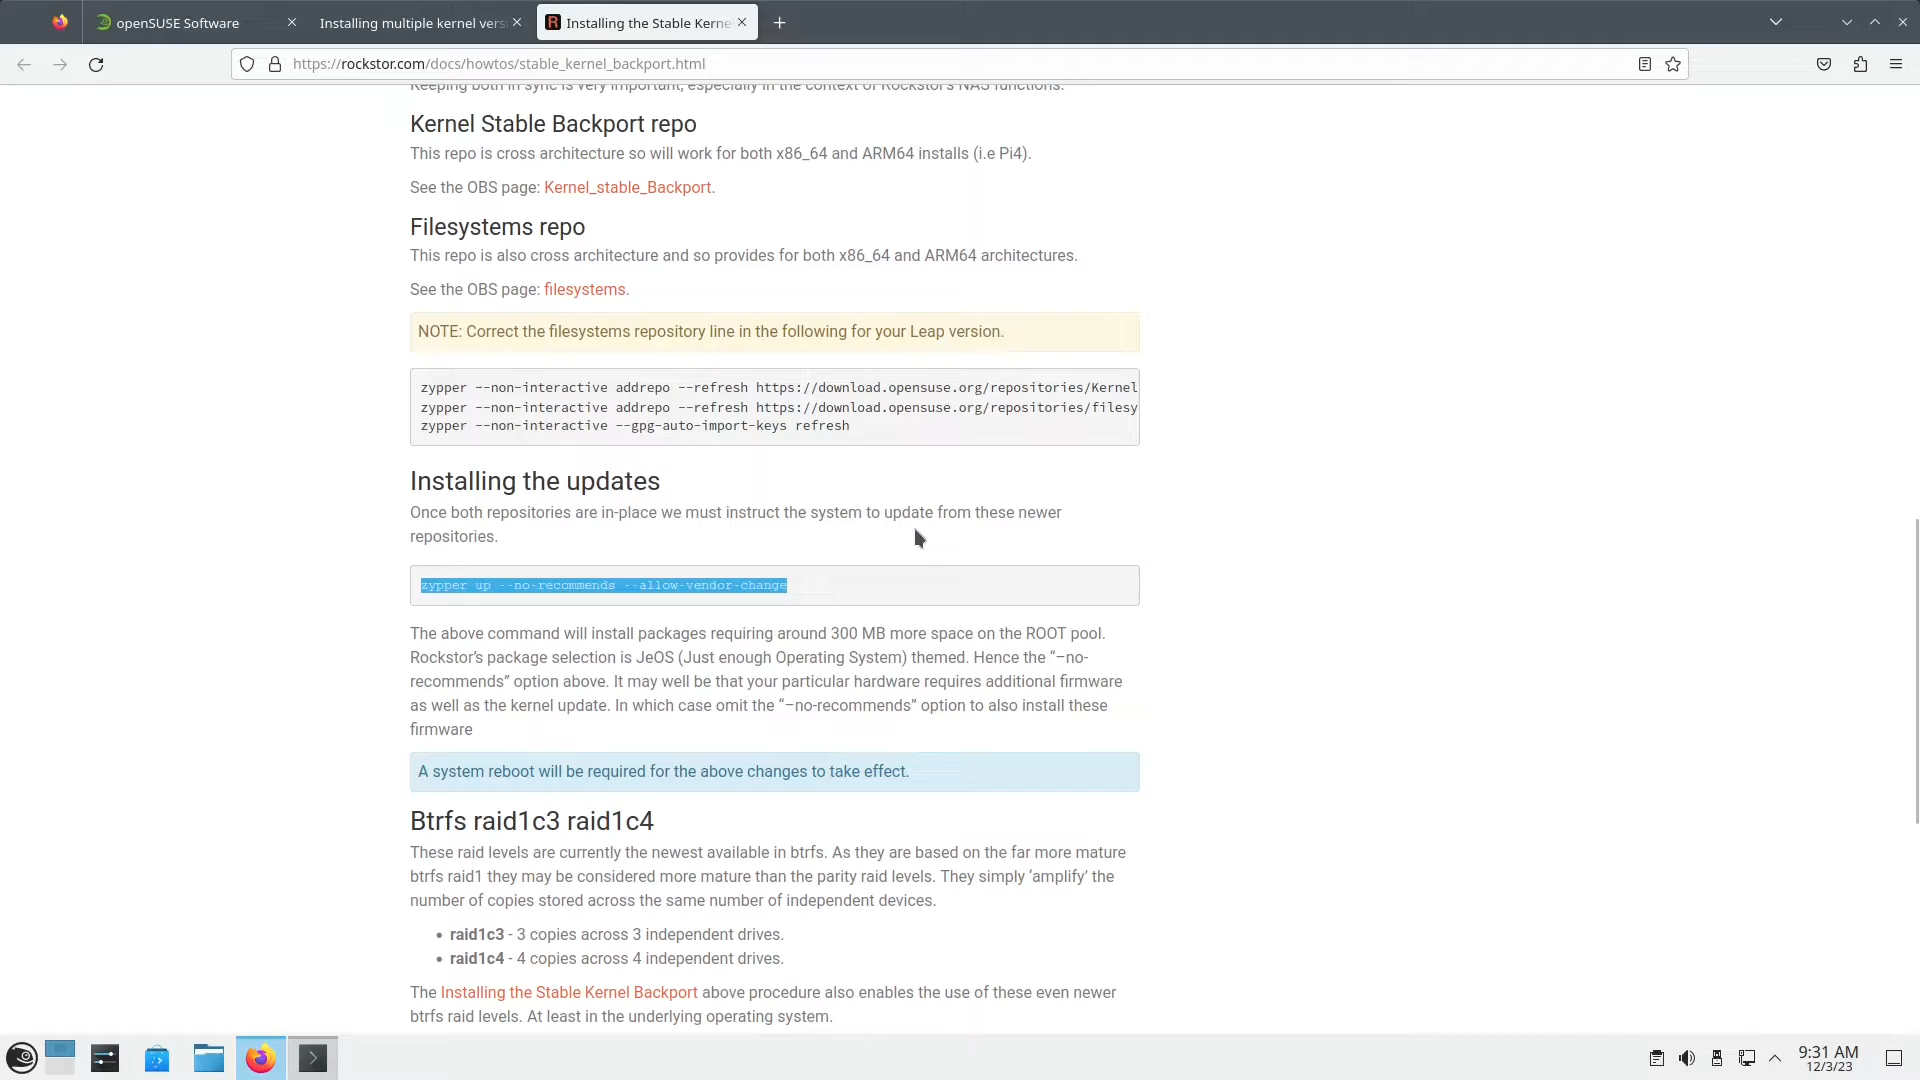 openSUSE Software
Installing multiple kernel vers
Installing the Stable Kerne
https://rockstor.com/docs/howtos/stable_kernel_backport.html
Keeping both in sync is very important, especially in the context of Rockstor's NAS functions.
Kernel Stable Backport repo
This repo is cross architecture so will work for both x86_64 and ARM64 installs (i.e Pi4).
See the OBS page: Kernel_stable_Backport.
Filesystems repo
This repo is also cross architecture and so provides for both x86_64 and ARM64 architectures.
See the OBS page: filesystems.
NOTE: Correct the filesystems repository line in the following for your Leap version.
zypper --non-interactive addrepo --refresh https://download.opensuse.org/repositories/Kernel
zypper --non-interactive addrepo --refresh https://download.opensuse.org/repositories/filesy
zypper --non-interactive --gpg-auto-import-keys refresh
Installing the updates
Once both repositories are in-place we must instruct the system to update from these newer
repositories.
zypper up --no-recommends --allow-vendor-change
The above command will install packages requiring around 300 MB more space on the ROOT pool.
Rockstor's package selection is JeOS (Just enough Operating System) themed. Hence the “–no-
recommends” option above. It may well be that your particular hardware requires additional firmware
as well as the kernel update. In which case omit the “–no-recommends” option to also install these
firmware
A system reboot will be required for the above changes to take effect.
Btrfs raid1c3 raid1c4
These raid levels are currently the newest available in btrfs. As they are based on the far more mature
btrfs raid1 they may be considered more mature than the parity raid levels. They simply ‘amplify’ the
number of copies stored across the same number of independent devices.
• raid1c3 - 3 copies across 3 independent drives.
• raid1c4 - 4 copies across 4 independent drives.
The Installing the Stable Kernel Backport above procedure also enables the use of these even newer
btrfs raid levels. At least in the underlying operating system.
9:31 AM
12/3/23